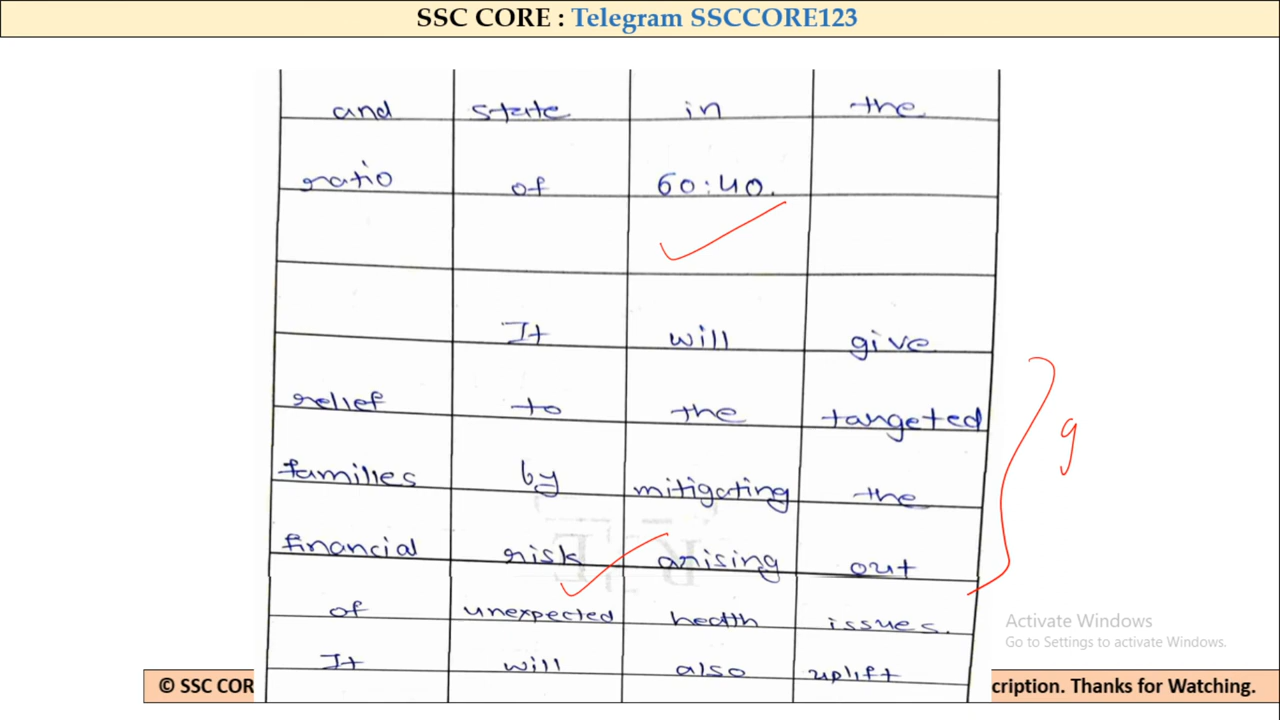 SSC CORE : Telegram SSCCORE123
and state in the
ratio of 60:40.
It will give
relief to the tangeted
families by mitigating the
financial risk arising out
of unexpected health issues.
It will also uplift
g
Activate Windows
Go to Settings to activate Windows.
© SSC COR
cription. Thanks for Watching.